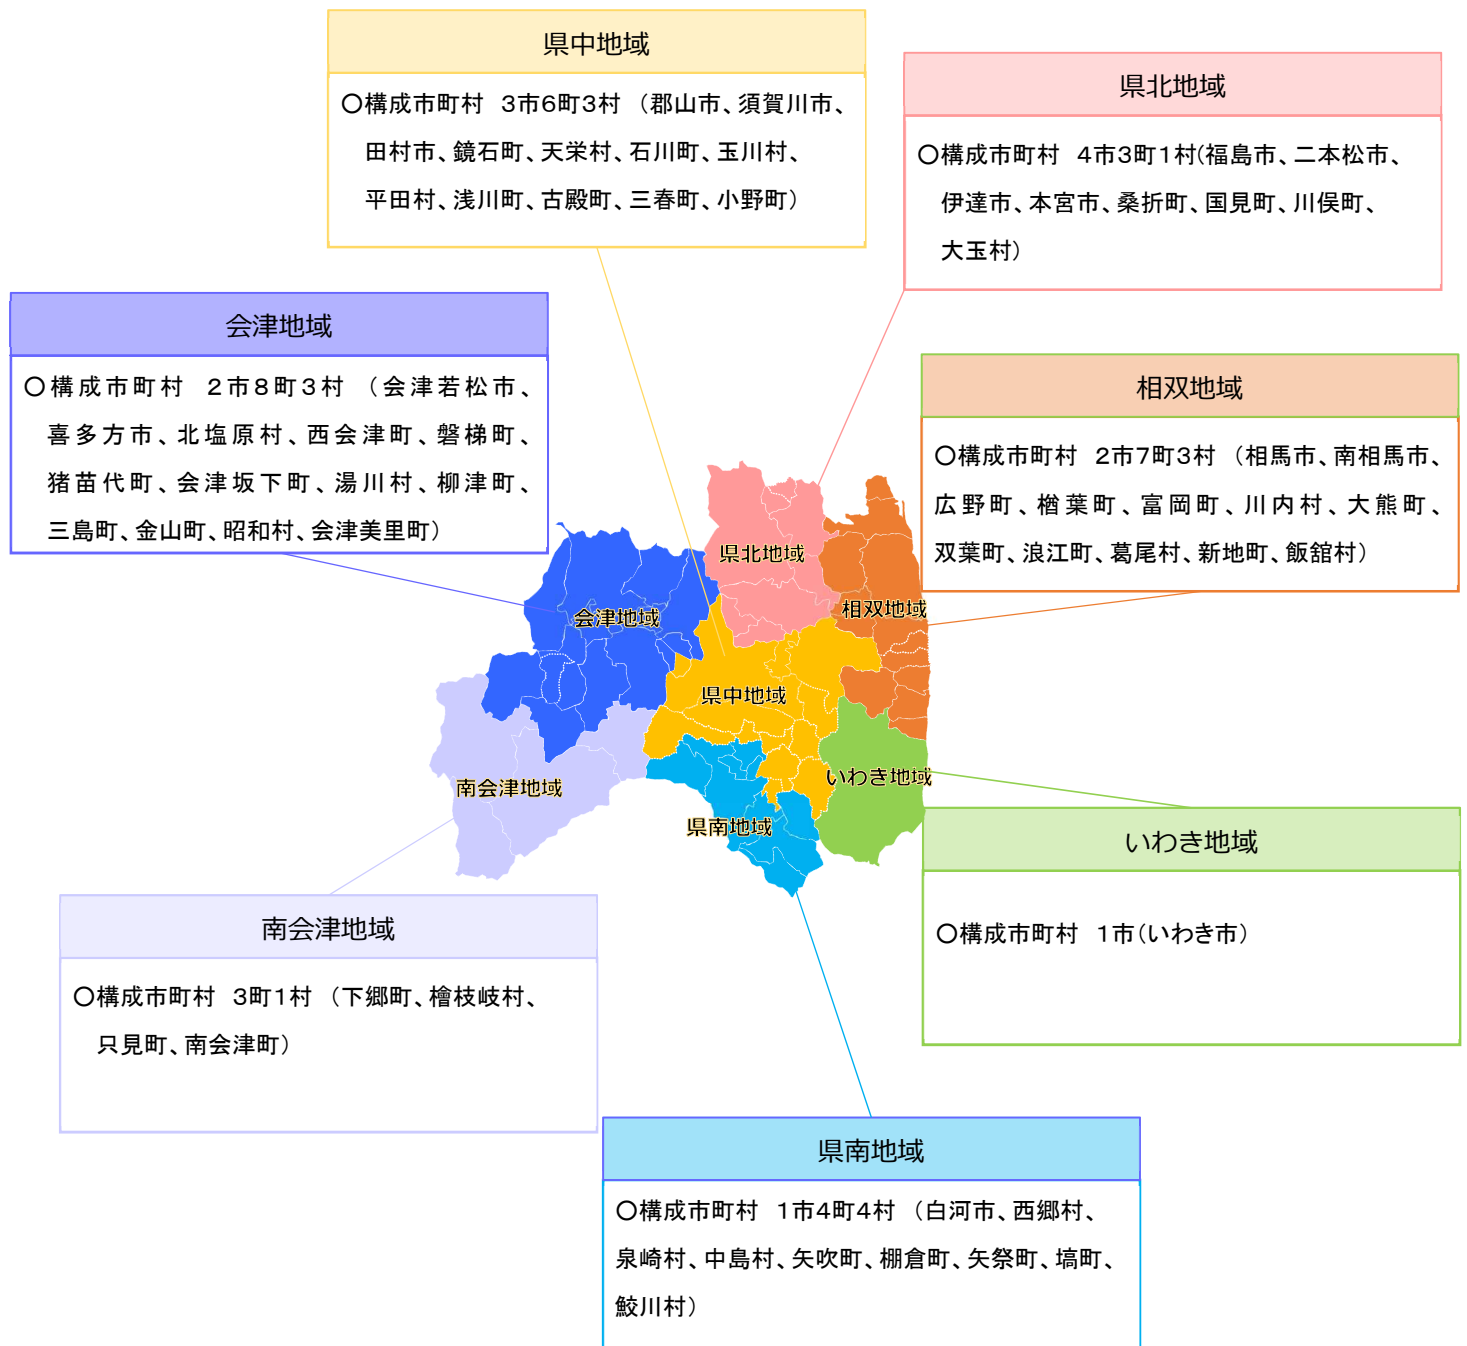 県中地域
〇構成市町村　3市6町3村　（郡山市、須賀川市、
田村市、鏡石町、天栄村、石川町、玉川村、
平田村、浅川町、古殿町、三春町、小野町）
県北地域
〇構成市町村　4市3町1村（福島市、二本松市、
伊達市、本宮市、桑折町、国見町、川俣町、
大玉村）
会津地域
〇構成市町村　2市8町3村　（会津若松市、
喜多方市、北塩原村、西会津町、磐梯町、
猪苗代町、会津坂下町、湯川村、柳津町、
三島町、金山町、昭和村、会津美里町）
相双地域
〇構成市町村　2市7町3村　（相馬市、南相馬市、
広野町、楢葉町、富岡町、川内村、大熊町、
双葉町、浪江町、葛尾村、新地町、飯舘村）
県北地域
相双地域
会津地域
県中地域
いわき地域
南会津地域
県南地域
いわき地域
〇構成市町村　1市（いわき市）
南会津地域
〇構成市町村　3町1村　（下郷町、檜枝岐村、
只見町、南会津町）
県南地域
〇構成市町村　1市4町4村　（白河市、西郷村、
泉崎村、中島村、矢吹町、棚倉町、矢祭町、塙町、
鮫川村）